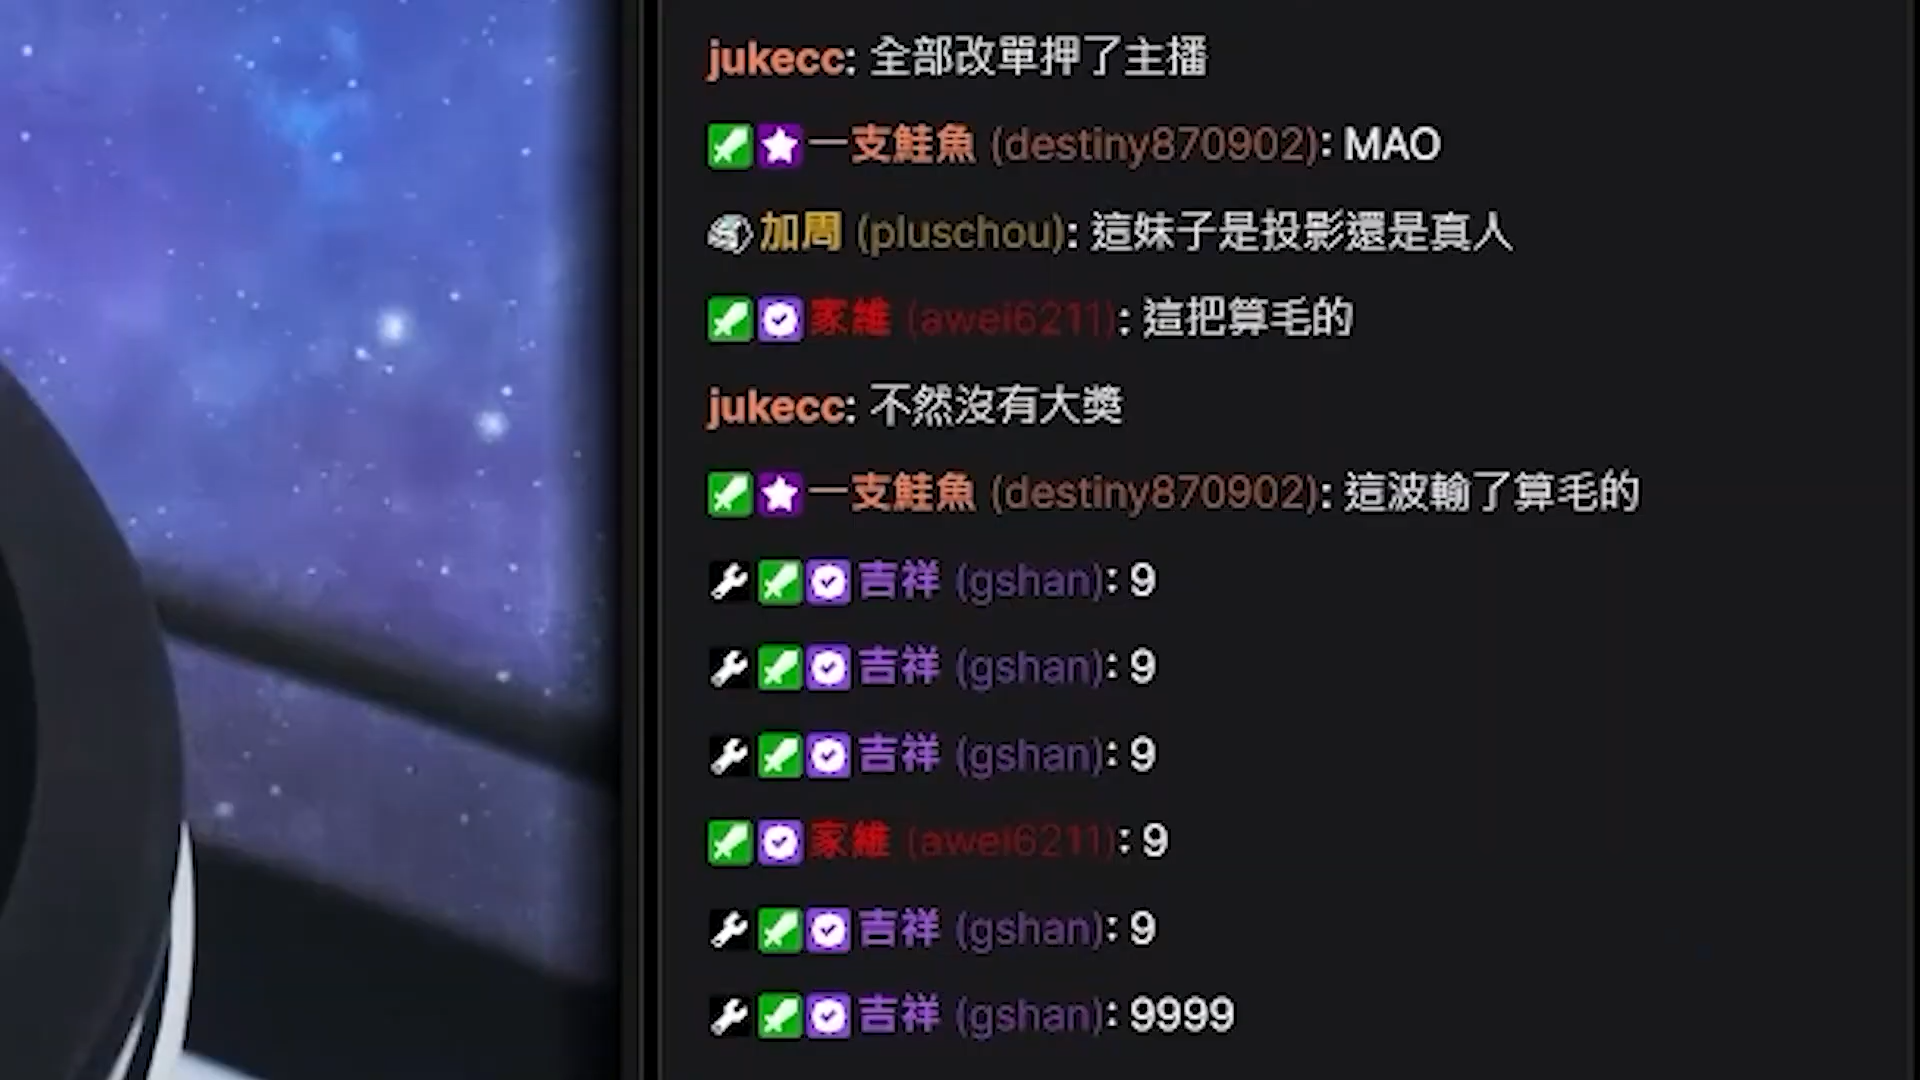 jukecc: 全部改單押了主播
一支鮭魚 (destiny870902): MAO
加周 (pluschou): 這妹子是投影還是真人
家維 (awei6211): 這把算毛的
jukecc: 不然沒有大獎
一支鮭魚 (destiny870902): 這波輸了算毛的
吉祥 (gshan): 9
吉祥 (gshan): 9
吉祥 (gshan): 9
家維 (awei6211): 9
吉祥 (gshan): 9
吉祥 (gshan): 9999